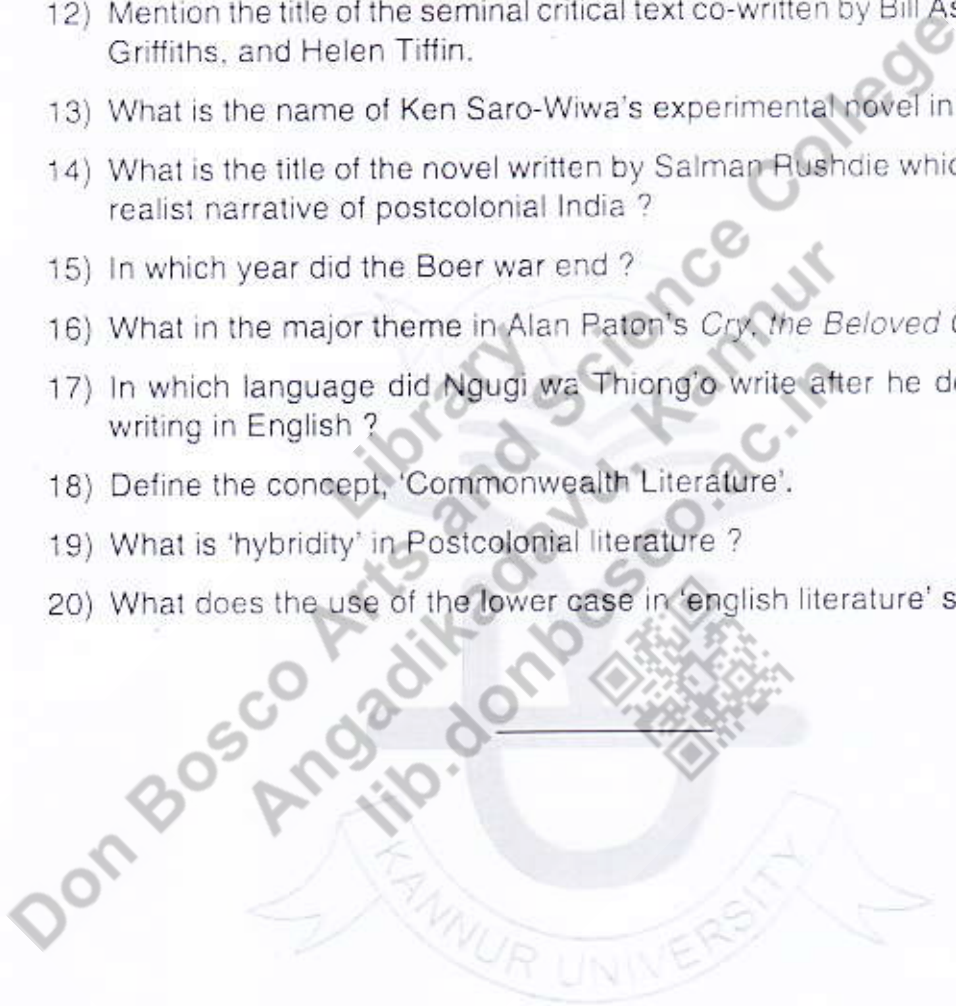 12) Mention the title of the seminal critical text co-written by Bill As
Griffiths, and Helen Tiffin.
13) What is the name of Ken Saro-Wiwa's experimental novel in
14) What is the title of the novel written by Salman Rushdie whic
realist narrative of postcolonial India ?
15) In which year did the Boer war end ?
16) What in the major theme in Alan Paton's Cry, the Beloved C
17) In which language did Ngugi wa Thiong'o write after he de
writing in English ?
18) Define the concept, 'Commonwealth Literature'.
19) What is 'hybridity' in Postcolonial literature ?
20) What does the use of the lower case in 'english literature' s
Don Bosco Arts and Science College
Angadikadavu, Kannur
Library
lib.donbosco.ac.in
KANNUR UNIVERSITY